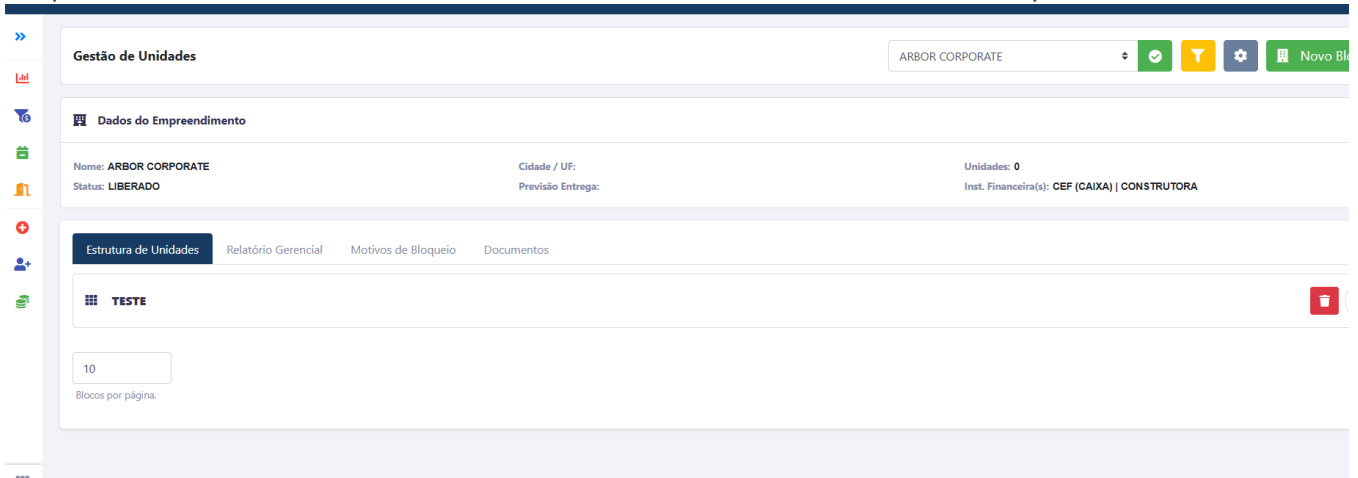 Gestão de Unidades
ARBOR CORPORATE
Novo Blo
Dados do Empreendimento
Nome: ARBOR CORPORATE
Cidade / UF:
Unidades: 0
Status: LIBERADO
Previsão Entrega:
Inst. Financeira(s): CEF (CAIXA) | CONSTRUTORA
Estrutura de Unidades
Relatório Gerencial
Motivos de Bloqueio
Documentos
TESTE
10
Blocos por página.